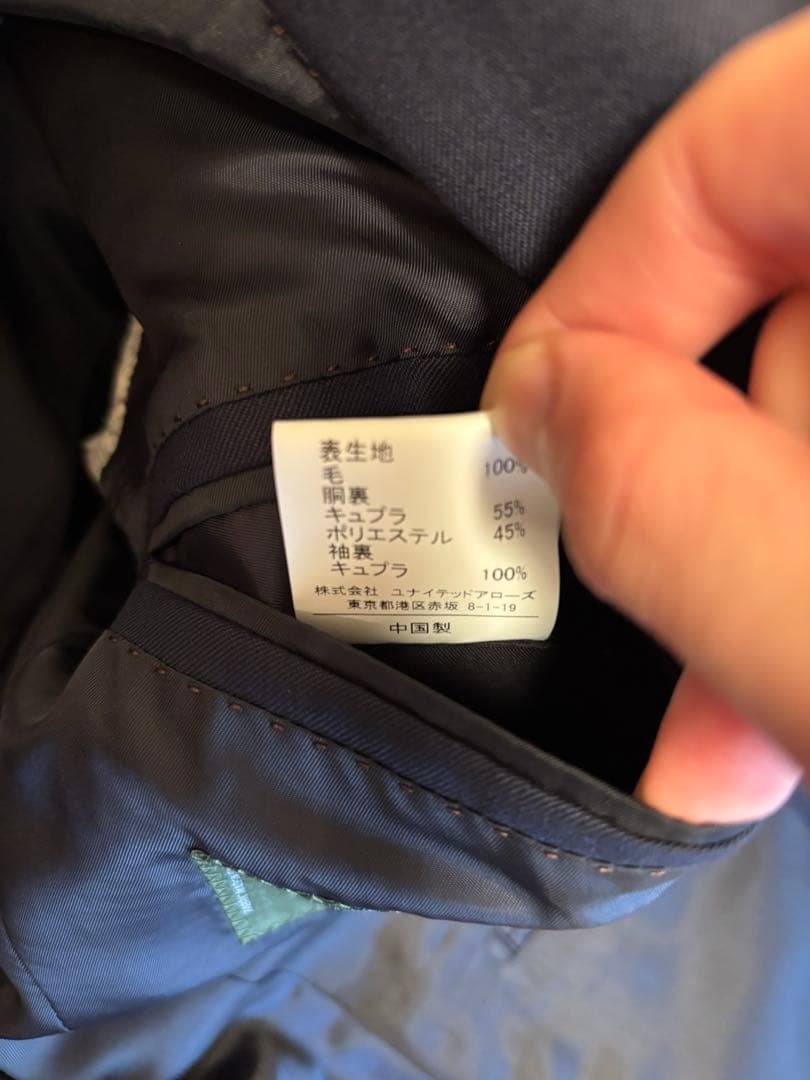 表生地
毛 100%
胴裏
キュプラ 55%
ポリエステル 45%
袖裏
キュプラ 100%
株式会社 ユナイテッドアローズ
東京都港区赤坂 8-1-19
中国製